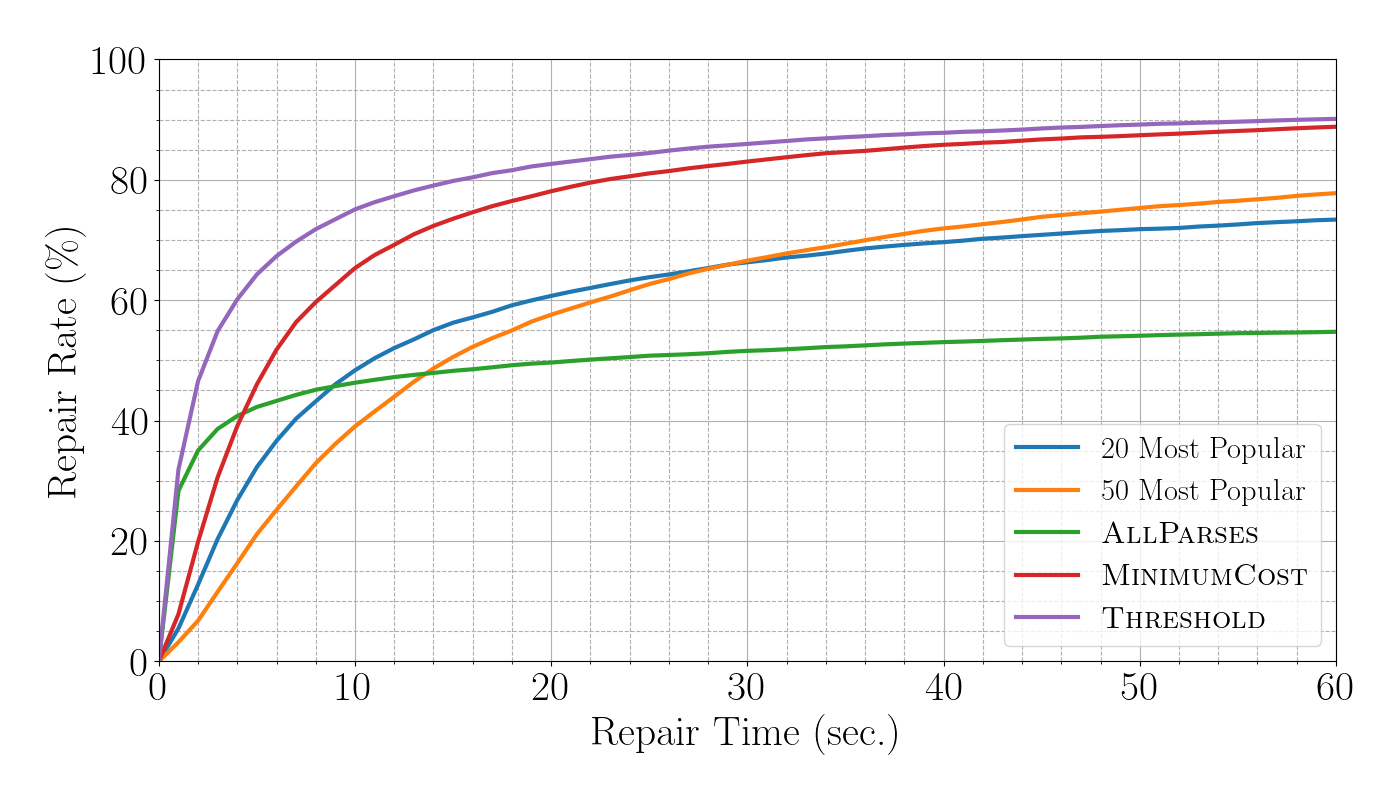 100
80
60
40
20
0
Repair Rate (%)
0 10 20 30 40 50 60
Repair Time (sec.)
20 Most Popular
50 Most Popular
ALLPARSES
MINIMUMCOST
THRESHOLD